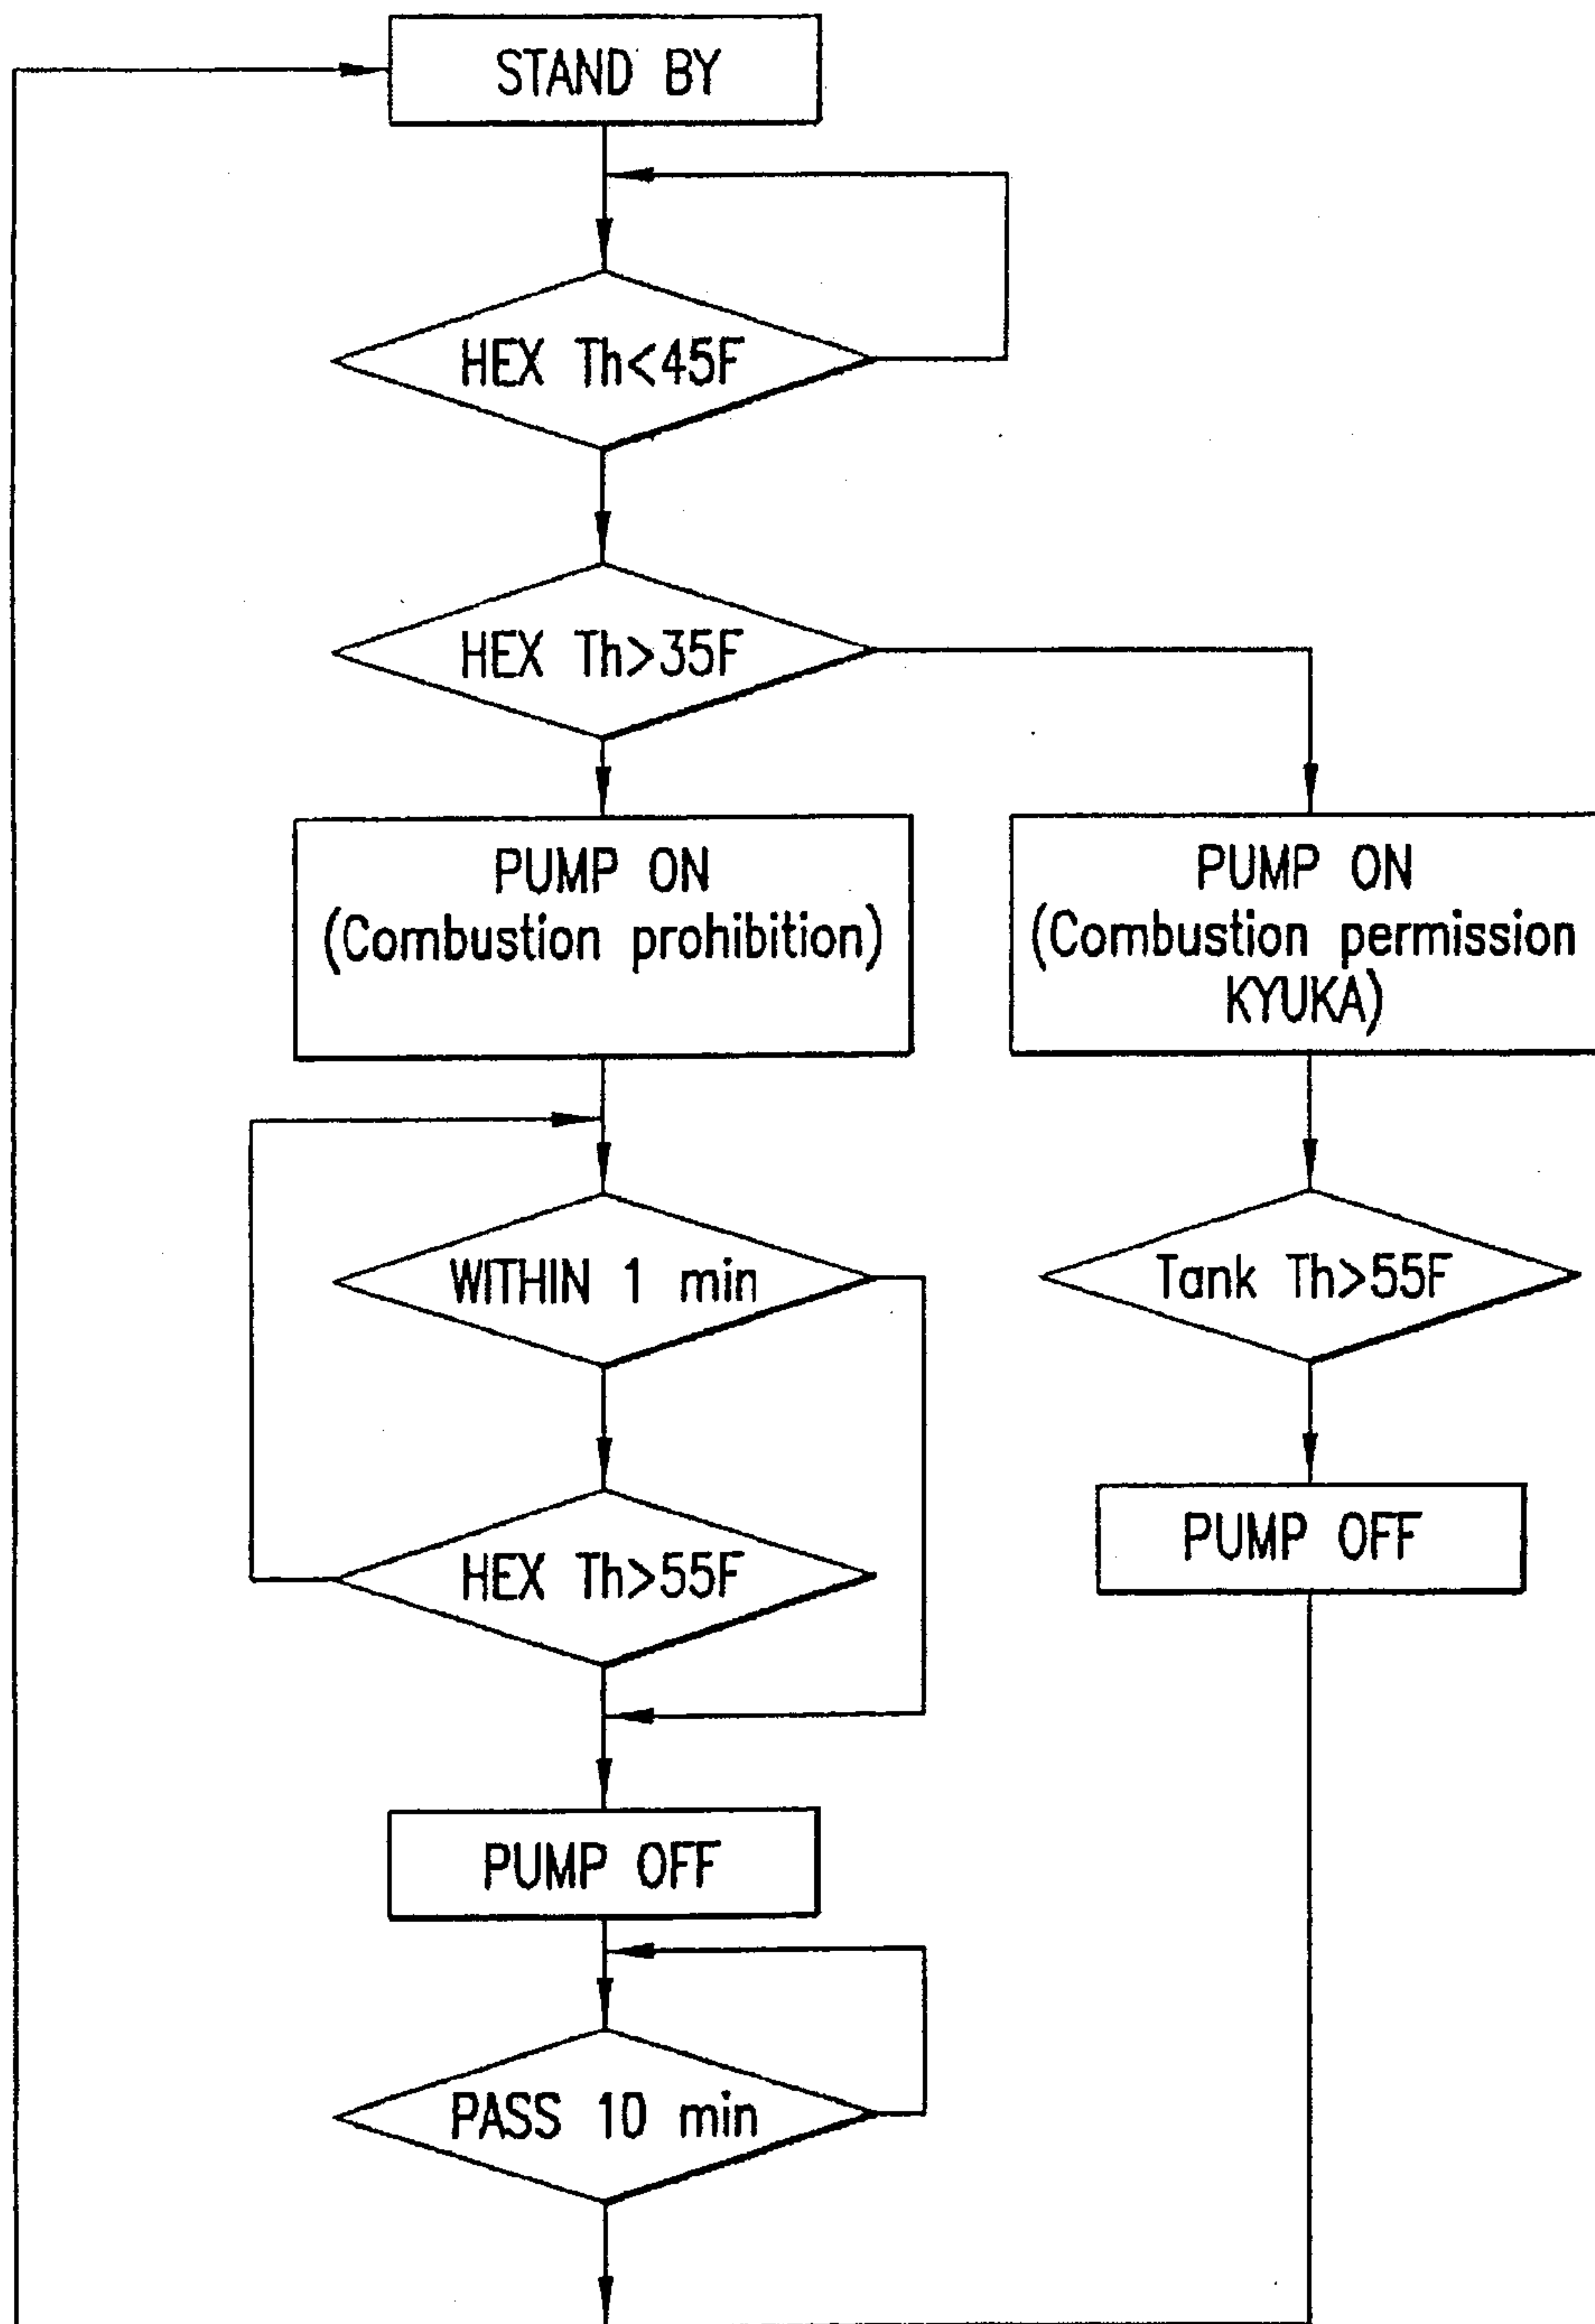 STAND BY
HEX Th<45F
HEX Th>35F
PUMP ON
(Combustion prohibition)
PUMP ON
(Combustion permission
KYUKA)
WITHIN 1 min
Tank Th>55F
HEX Th>55F
PUMP OFF
PUMP OFF
PASS 10 min